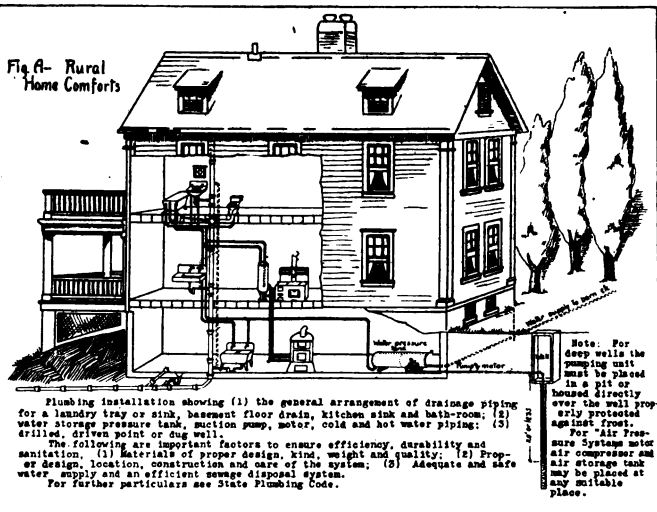 Fig A- Rural
Home Comforts
Water supply to barn
Water pressure
tank
Pump & motor
Note: For
deep wells the
pumping unit
must be placed
in a pit or
housed directly
over the well prop-
erly protected
against frost.
For "Air Pres-
sure Systems motor
air compressor and
air storage tank
may be placed at
any suitable
place.
Plumbing installation showing (1) the general arrangement of drainage piping
for a laundry tray or sink, basement floor drain, kitchen sink and bath-room; (2)
water storage pressure tank, suction pump, motor, cold and hot water piping; (3)
drilled, driven point or dug well.
The following are important factors to ensure efficiency, durability and
sanitation, (1) Materials of proper design, kind, weight and quality; (2) Prop-
er design, location, construction and care of the system; (3) Adequate and safe
water supply and an efficient sewage disposal system.
For further particulars see State Plumbing Code.